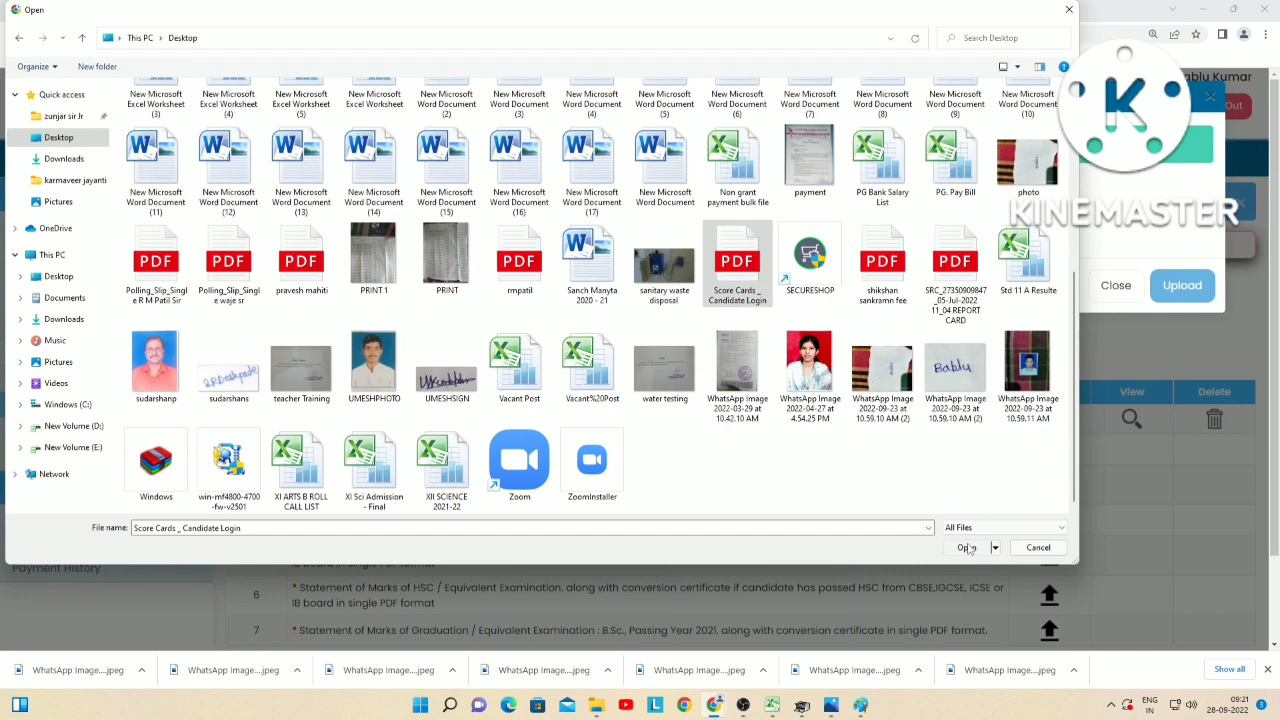 Open
This PC > Desktop
Search Desktop
Organize
New folder
Quick access
zunjar sir Jr
Desktop
Downloads
karmaveer jayanti
Pictures
OneDrive
This PC
Desktop
Documents
Downloads
Music
Pictures
Videos
Windows (C:)
New Volume (D:)
New Volume (E:)
Network
New Microsoft Excel Worksheet (3)
New Microsoft Excel Worksheet (4)
New Microsoft Excel Worksheet (5)
New Microsoft Excel Worksheet
New Microsoft Word Document (2)
New Microsoft Word Document (3)
New Microsoft Word Document (4)
New Microsoft Word Document (5)
New Microsoft Word Document (6)
New Microsoft Word Document (7)
New Microsoft Word Document (8)
New Microsoft Word Document (9)
New Microsoft Word Document (10)
New Microsoft Word Document (11)
New Microsoft Word Document (12)
New Microsoft Word Document (13)
New Microsoft Word Document (14)
New Microsoft Word Document (15)
New Microsoft Word Document (16)
New Microsoft Word Document (17)
New Microsoft Word Document
Non grant payment bulk file
payment
PG Bank Salary List
PG. Pay Bill
photo
PDF
PDF
PDF
PDF
PDF
PDF
PDF
Polling_Slip_Single R M Patil Sir
Polling_Slip_Single waje sr
pravesh mahiti
PRINT 1
PRINT
rmpatil
Sanch Manyta 2020 - 21
sanitary waste disposal
Score Cards _ Candidate Login
SECURESHOP
shikshan sankramn fee
SRC_27350909847_05-Jul-2022 11_04 REPORT CARD
Std 11 A Resulte
Bablu
sudarshanp
sudarshans
teacher Training
UMESHPHOTO
UMESHSIGN
Vacant Post
Vacant%20Post
water testing
WhatsApp Image 2022-03-29 at 10.42.10 AM
WhatsApp Image 2022-04-27 at 4.54.25 PM
WhatsApp Image 2022-09-23 at 10.59.10 AM (2)
WhatsApp Image 2022-09-23 at 10.59.10 AM (2)
WhatsApp Image 2022-09-23 at 10.59.11 AM
Windows
win-mf4800-4700-fw-v2501
XI ARTS B ROLL CALL LIST
XI Sci Admission - Final
XII SCIENCE 2021-22
Zoom
ZoomInstaller
File name:
Score Cards _ Candidate Login
All Files
Open
Cancel
Kumar
Out
K
KINEMASTER
Close
Upload
View
Delete
Payment History
IB board in single PDF format
6
* Statement of Marks of HSC / Equivalent Examination. along with conversion certificate if candidate has passed HSC from CBSE,IGCSE, ICSE or
IB board in single PDF format
7
* Statement of Marks of Graduation / Equivalent Examination : B.Sc., Passing Year 2021. along with conversion certificate in single PDF format.
WhatsApp Image....jpeg
WhatsApp Image....jpeg
WhatsApp Image....jpeg
WhatsApp Image....jpeg
WhatsApp Image....jpeg
WhatsApp Image....jpeg
WhatsApp Image....jpeg
Show all
ENG
IN
09:21
28-09-2022
3